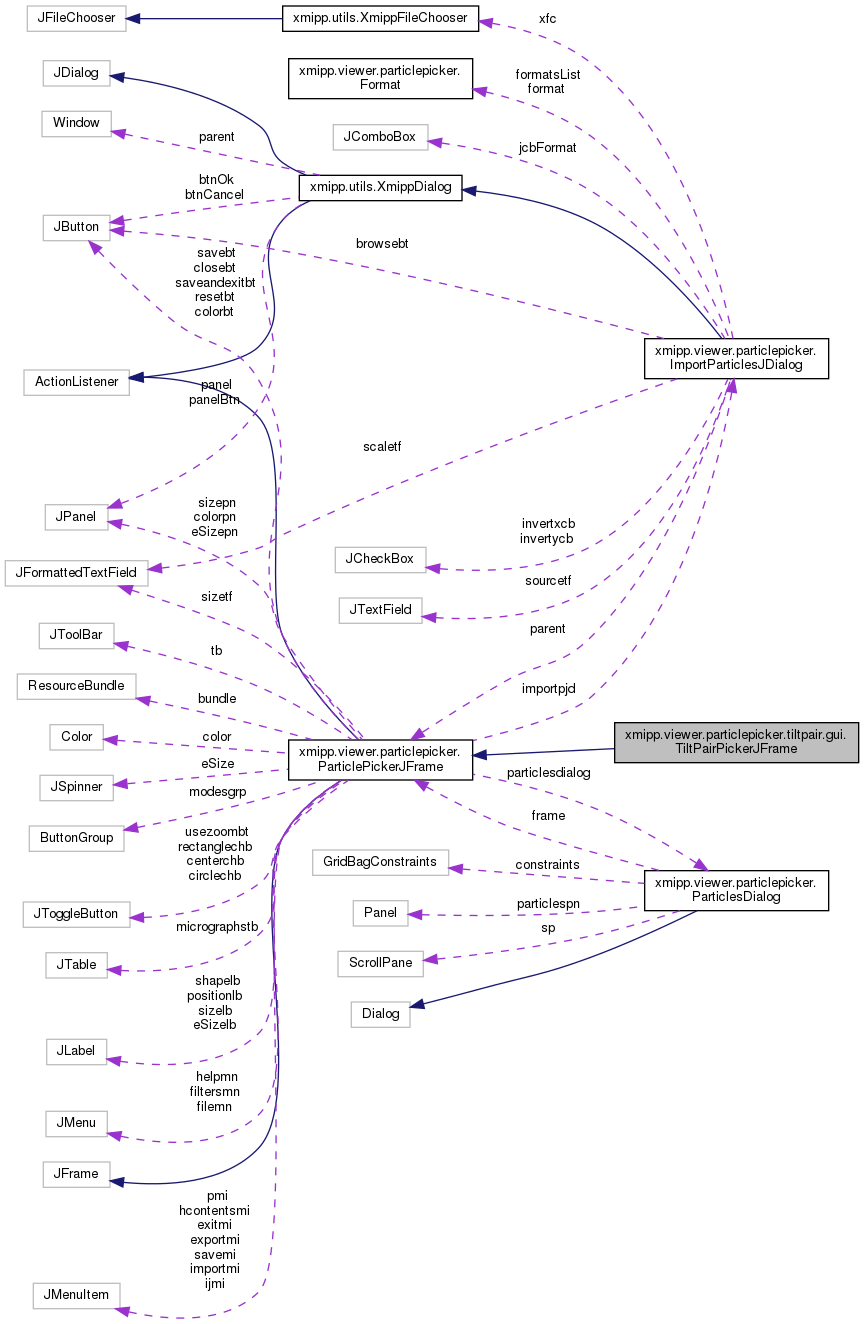 JFileChooser
xmipp.utils.XmippFileChooser
xfc
JDialog
xmipp.viewer.particlepicker.
Format
formatsList
format
Window
parent
JComboBox
jcbFormat
btnOk
btnCancel
xmipp.utils.XmippDialog
JButton
browsebt
savebt
closebt
saveandexitbt
resetbt
colorbt
xmipp.viewer.particlepicker.
ImportParticlesJDialog
ActionListener
panel
panelBtn
scaletf
JPanel
sizepn
colorpn
eSizepn
invertxcb
invertycb
JCheckBox
JFormattedTextField
sourcetf
sizetf
JTextField
JToolBar
tb
parent
ResourceBundle
bundle
importpjd
Color
color
xmipp.viewer.particlepicker.
ParticlePickerJFrame
xmipp.viewer.particlepicker.tiltpair.gui.
TiltPairPickerJFrame
JSpinner
eSize
particlesdialog
modesgrp
ButtonGroup
frame
usezoombt
rectanglechb
centerchb
circlechb
GridBagConstraints
constraints
xmipp.viewer.particlepicker.
ParticlesDialog
JToggleButton
Panel
particlespn
micrographstb
sp
JTable
ScrollPane
shapelb
positionlb
sizelb
eSizelb
Dialog
JLabel
helpmn
filtersmn
filemn
JMenu
JFrame
pmi
hcontentsmi
exitmi
exportmi
savemi
importmi
ijmi
JMenuItem